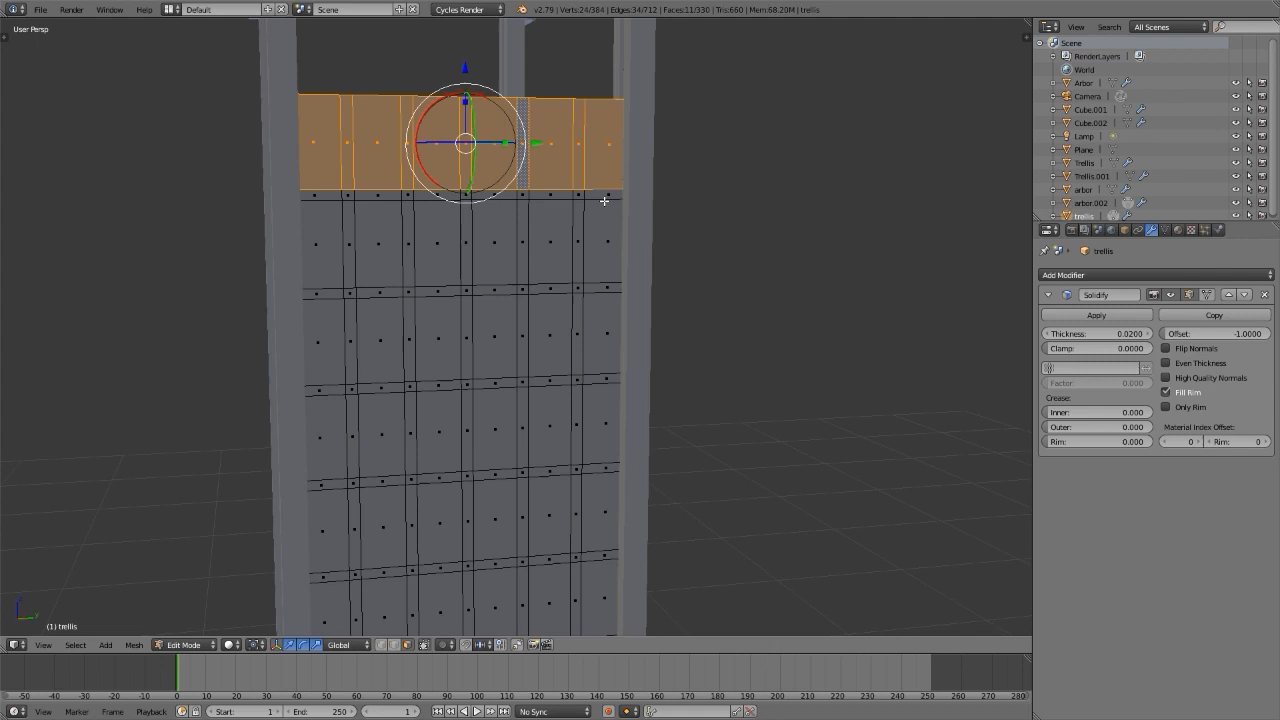 File Render Window Help Default Scene Cycles Render v2.79 | Verts:24/384 | Edges:34/712 | Faces:11/330 | Tris:660 | Mem:68.20M | trellis
User Persp
View Search All Scenes
Scene
RenderLayers
World
Arbor
Camera
Cube.001
Cube.002
Lamp
Plane
Trellis
Trellis.001
arbor
arbor.002
trellis
trellis
Add Modifier
Solidify
Apply Copy
Thickness: 0.0200 Offset: -1.0000
Clamp: 0.0000 Flip Normals
Even Thickness
High Quality Normals
Factor: 0.000
Fill Rim
Crease:
Only Rim
Inner: 0.000
Outer: 0.000 Material Index Offset:
Rim: 0.000 0 Rim: 0
z
y
(1) trellis
View Select Add Mesh Edit Mode Global
-50 -40 -30 -20 -10 0 10 20 30 40 50 60 70 80 90 100 110 120 130 140 150 160 170 180 190 200 210 220 230 240 250 260 270 280
View Marker Frame Playback Start: 1 End: 250 1 No Sync